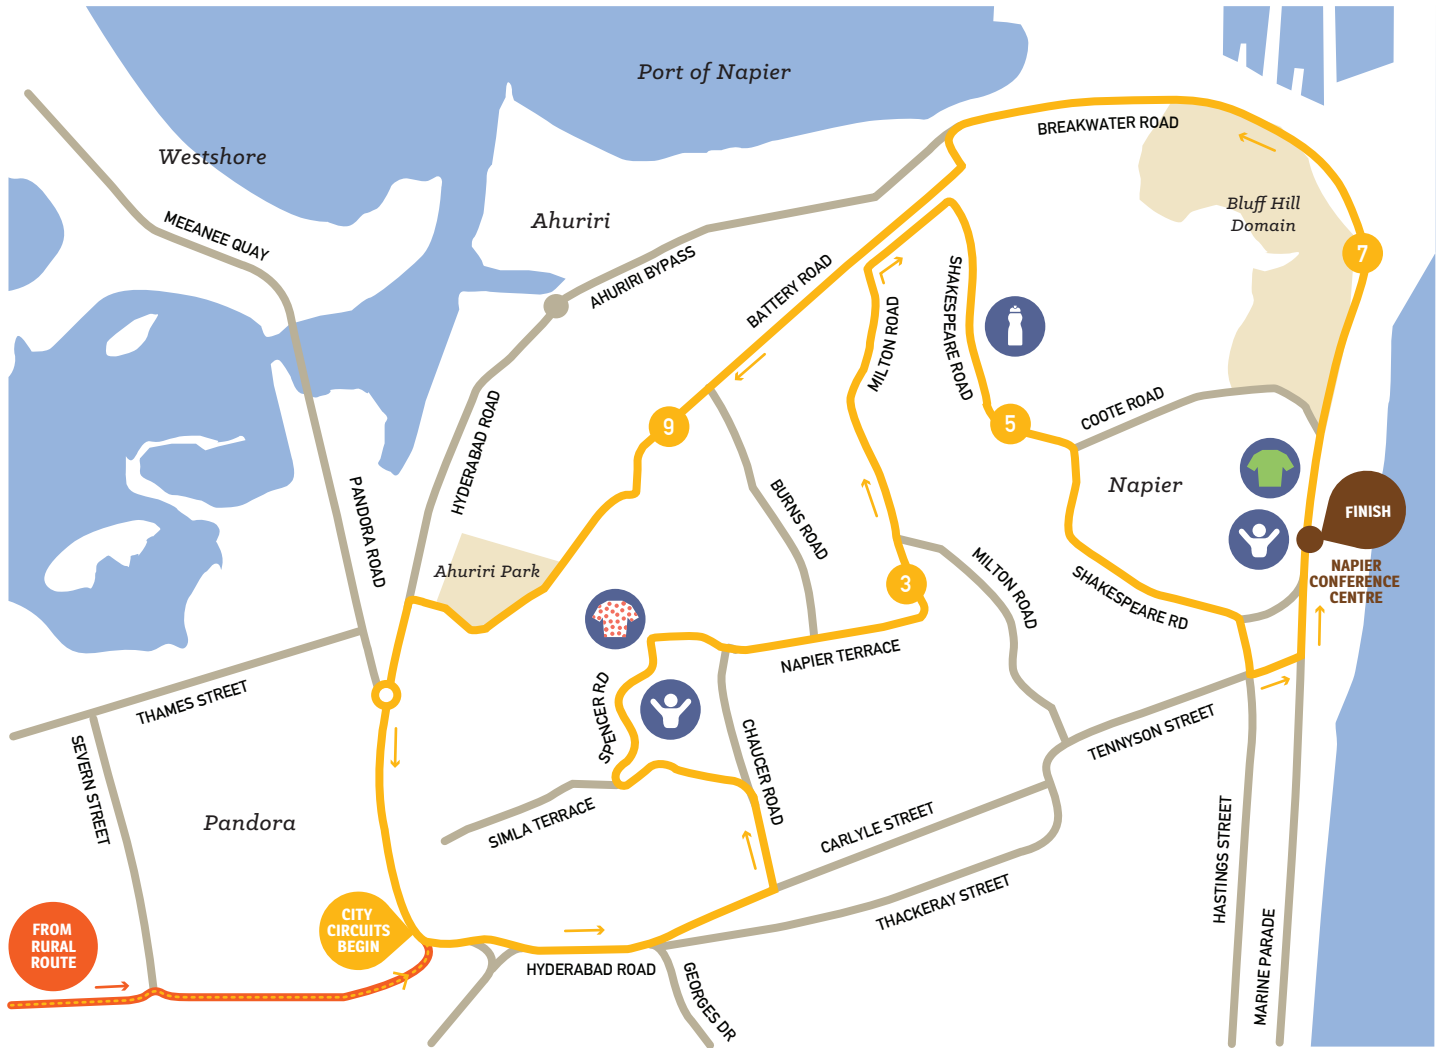 Port of Napier
Westshore
BREAKWATER ROAD
Ahuriri
Bluff Hill
Domain
MEEANEE QUAY
7
AHURIRI BYPASS
BATTERY ROAD
SHAKESPEARE ROAD
MILTON ROAD
COOTE ROAD
HYDERABAD ROAD
9
5
Napier
PANDORA ROAD
BURNS ROAD
FINISH
Ahuriri Park
MILTON ROAD
3
NAPIER
CONFERENCE
CENTRE
SHAKESPEARE RD
NAPIER TERRACE
THAMES STREET
SPENCER RD
CHAUCER ROAD
TENNYSON STREET
SEVERN STREET
Pandora
SIMLA TERRACE
CARLYLE STREET
HASTINGS STREET
THACKERAY STREET
CITY
CIRCUITS
BEGIN
FROM
RURAL
ROUTE
HYDERABAD ROAD
GEORGES DR
MARINE PARADE